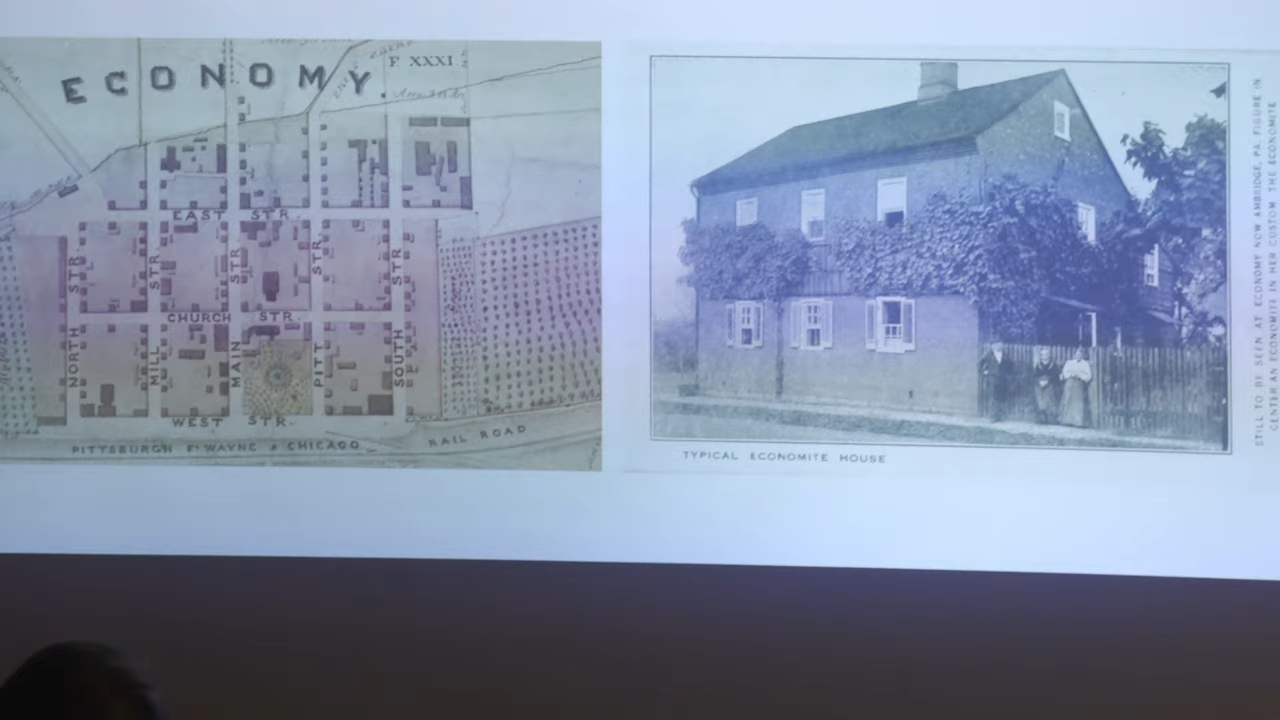 ECONOMY.
F XXXI.
EAST STR.
NORTH STR
MILL STR
MAIN STR
PITT STR
SOUTH STR
CHURCH STR.
WEST STR.
PITTSBURGH Fᵗ WAYNE & CHICAGO
RAIL ROAD
TYPICAL ECONOMITE HOUSE
STILL TO BE SEEN AT ECONOMY NOW AMBRIDGE, PA. FIGURE IN
CENTER AN ECONOMITE IN HER CUSTOM. THE ECONOMITE